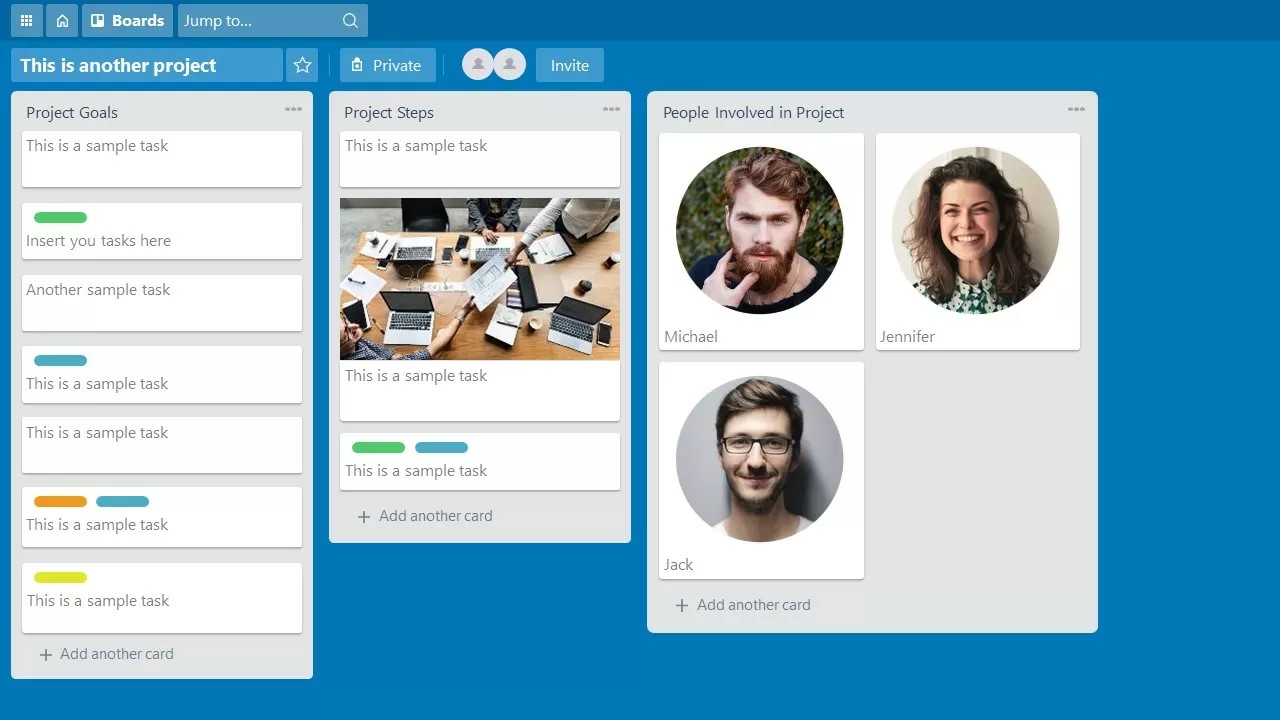 Boards
Jump to...
This is another project
Private
Invite
Project Goals
This is a sample task
Insert you tasks here
Another sample task
This is a sample task
This is a sample task
This is a sample task
This is a sample task
Add another card
Project Steps
This is a sample task
This is a sample task
This is a sample task
Add another card
People Involved in Project
Michael
Jennifer
Jack
Add another card